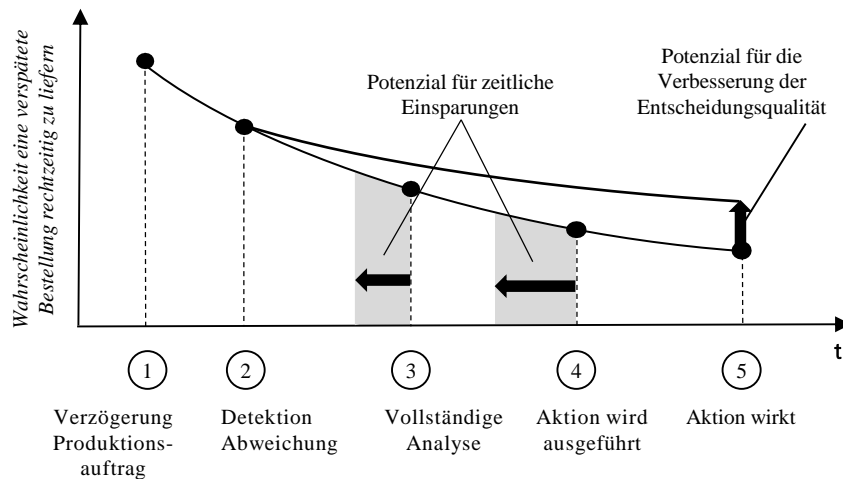 Wahrscheinlichkeit eine verspätete
Bestellung rechtzeitig zu liefern
Potenzial für zeitliche
Einsparungen
Potenzial für die
Verbesserung der
Entscheidungsqualität
t
1
2
3
4
5
Verzögerung
Produktions-
auftrag
Detektion
Abweichung
Vollständige
Analyse
Aktion wird
ausgeführt
Aktion wirkt